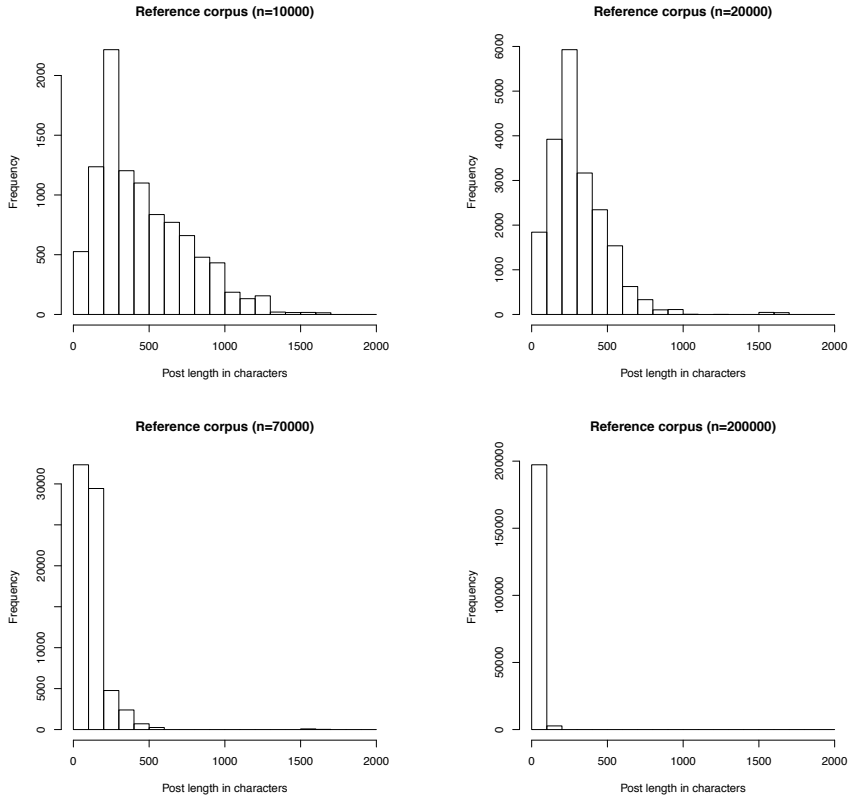 Reference corpus (n=10000)
Frequency
0
500
1000
1500
2000
0 500 1000 1500 2000
Post length in characters
Reference corpus (n=20000)
Frequency
0
1000
2000
3000
4000
5000
6000
0 500 1000 1500 2000
Post length in characters
Reference corpus (n=70000)
Frequency
0
5000
10000
20000
30000
0 500 1000 1500 2000
Post length in characters
Reference corpus (n=200000)
Frequency
0
50000
100000
150000
200000
0 500 1000 1500 2000
Post length in characters